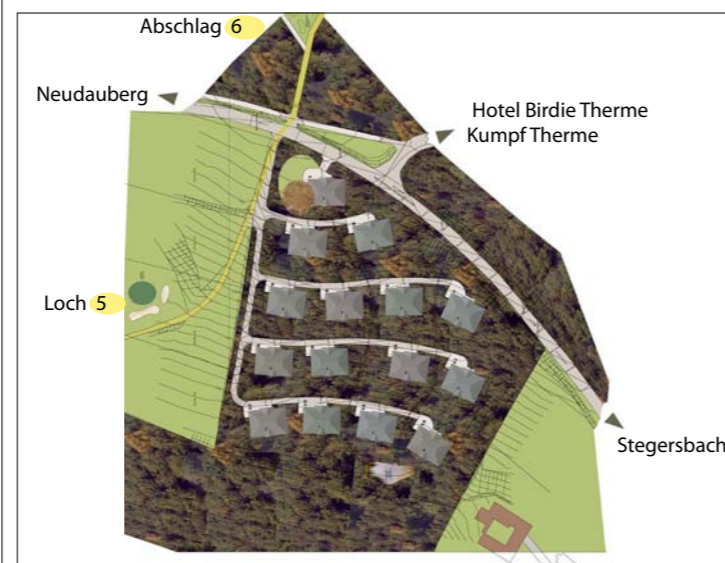 Abschlag 6
Neudauberg
Hotel Birdie Therme
Kumpf Therme
Loch 5
Stegersbach